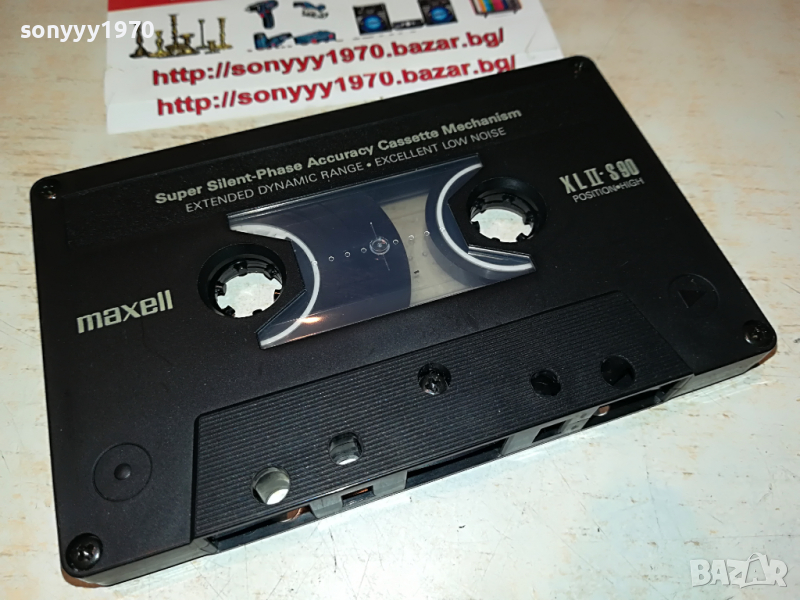 sonyyy1970
http://sonyyy1970.bazar.bg/
http://sonyyy1970.bazar.bg/
Super Silent-Phase Accuracy Cassette Mechanism
EXTENDED DYNAMIC RANGE • EXCELLENT LOW NOISE
XLII-S90
POSITION•HIGH
maxell
BAZAR